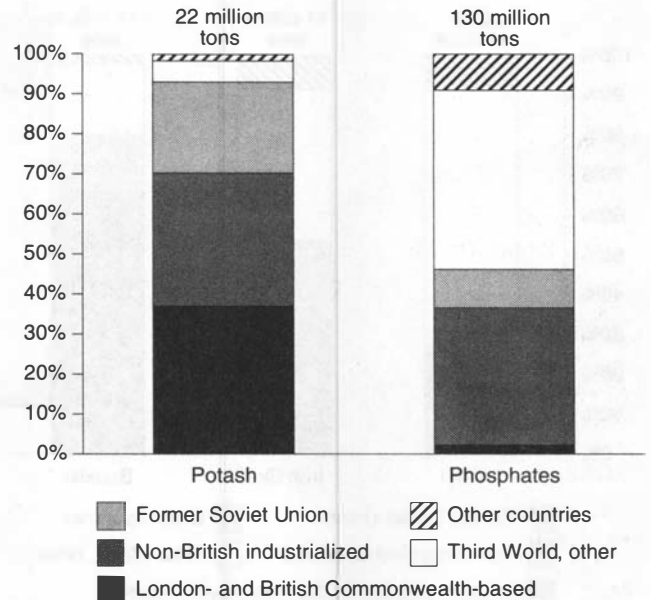 22 million
tons
130 million
tons
100%
90%
80%
70%
60%
50%
40%
30%
20%
10%
0%
Potash
Phosphates
Former Soviet Union
Other countries
Non-British industrialized
Third World, other
London- and British Commonwealth-based